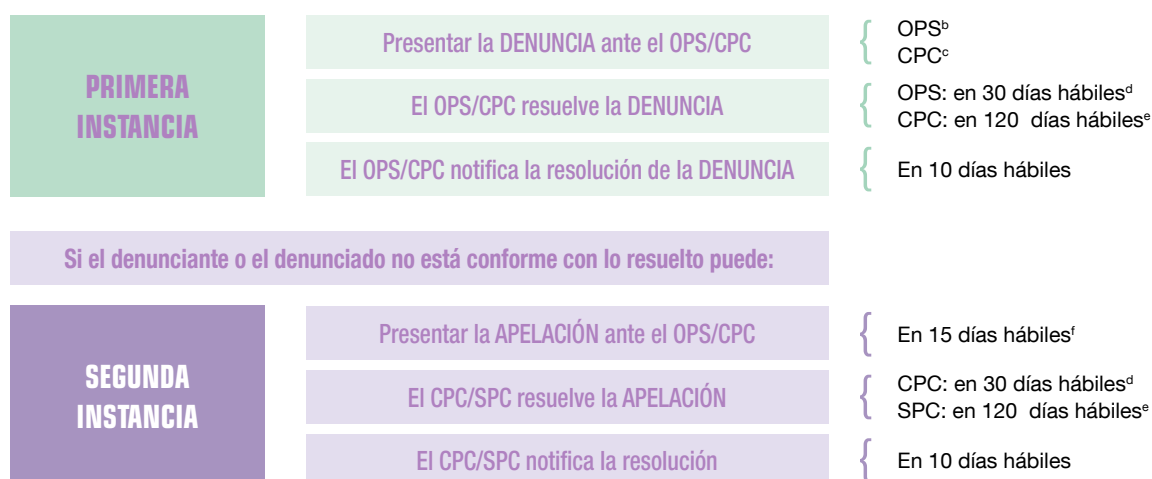 PRIMERA
INSTANCIA
Presentar la DENUNCIA ante el OPS/CPC
OPSᵇ
CPCᶜ
El OPS/CPC resuelve la DENUNCIA
OPS: en 30 días hábilesᵈ
CPC: en 120 días hábilesᵉ
El OPS/CPC notifica la resolución de la DENUNCIA
En 10 días hábiles
Si el denunciante o el denunciado no está conforme con lo resuelto puede:
SEGUNDA
INSTANCIA
Presentar la APELACIÓN ante el OPS/CPC
En 15 días hábilesᶠ
El CPC/SPC resuelve la APELACIÓN
CPC: en 30 días hábilesᵈ
SPC: en 120 días hábilesᵉ
El CPC/SPC notifica la resolución
En 10 días hábiles